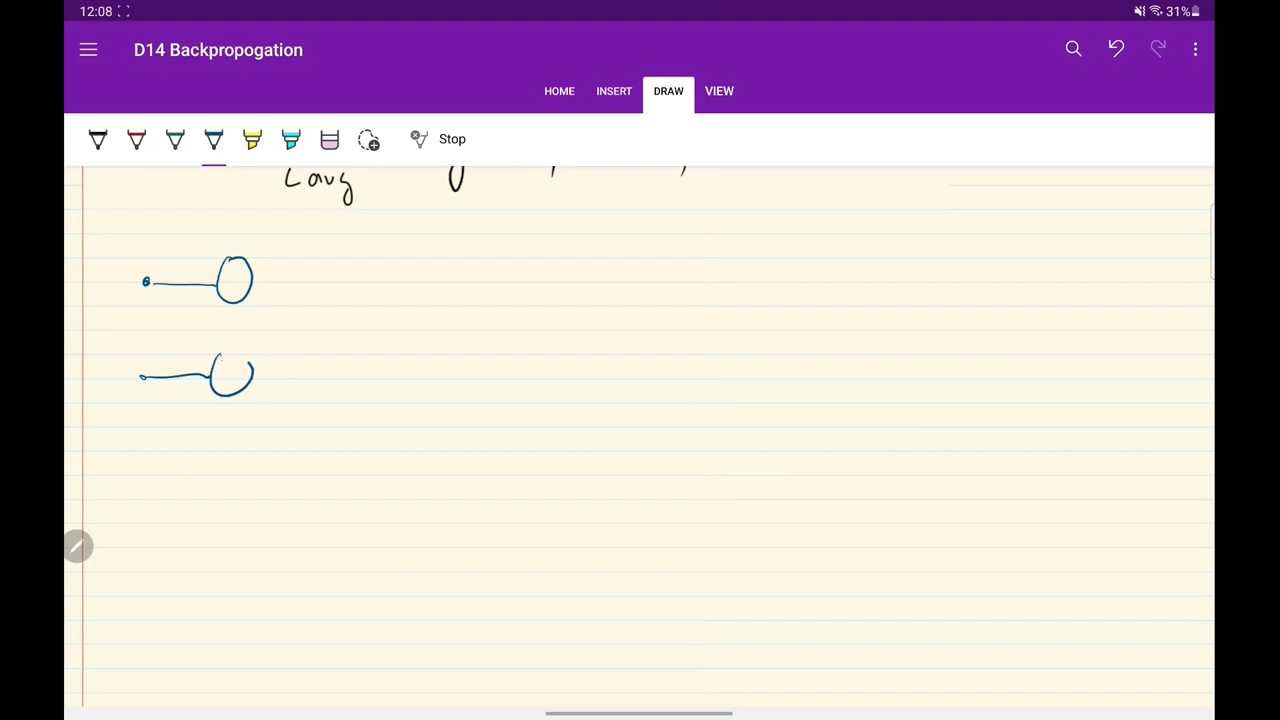 12:08 31%
D14 Backpropogation
HOME INSERT DRAW VIEW
Stop
Lavg